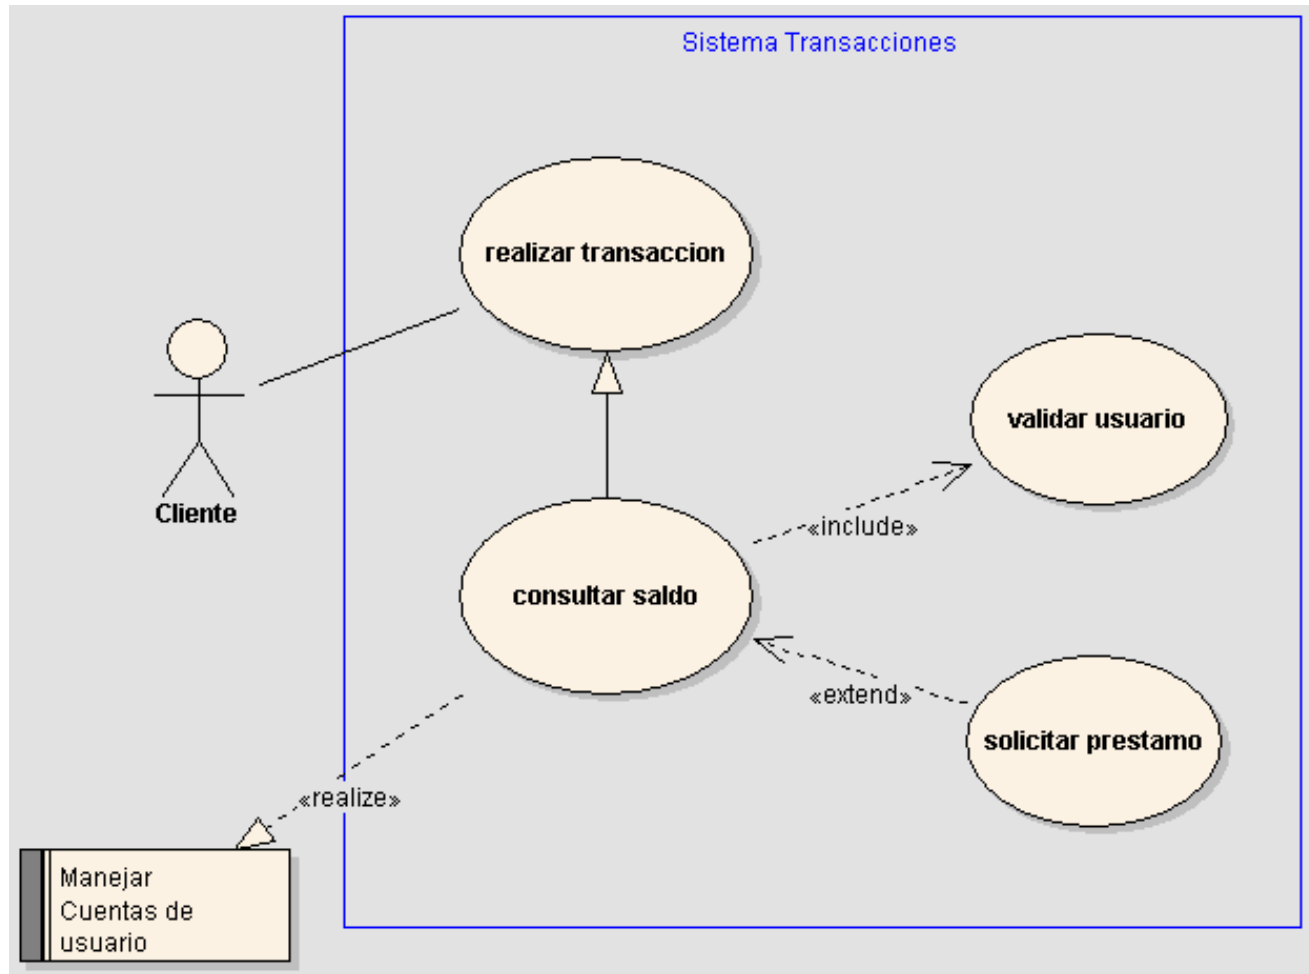 Sistema Transacciones
realizar transaccion
validar usuario
Cliente
«include»
consultar saldo
«extend»
solicitar prestamo
«realize»
Manejar
Cuentas de
usuario